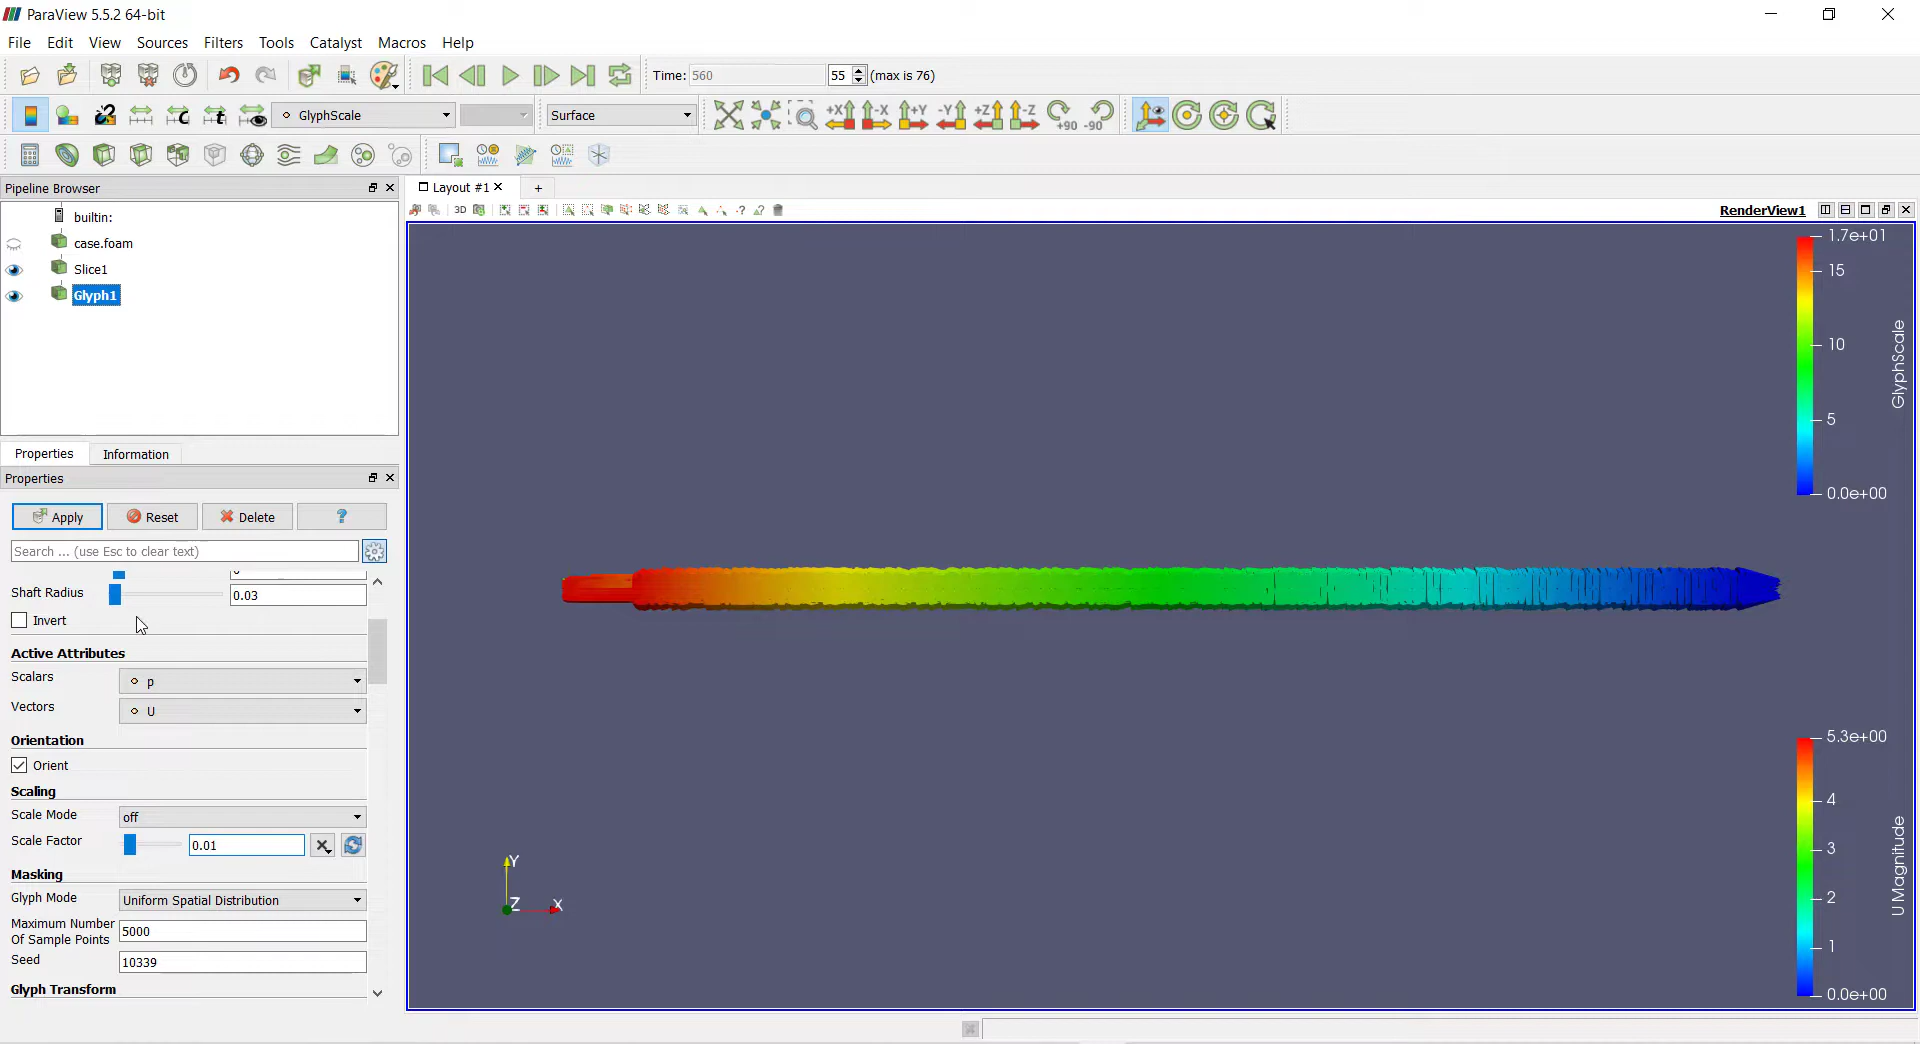 ParaView 5.5.2 64-bit
File Edit View Sources Filters Tools Catalyst Macros Help
Time: 560 55 (max is 76)
GlyphScale Surface +X -X +Y -Y +Z -Z +90 -90
Pipeline Browser
Layout #1 +
builtin:
case.foam
Slice1
Glyph1
3D
RenderView1
Properties Information
Properties
Apply Reset Delete ?
Search ... (use Esc to clear text)
Shaft Radius 0.03
Invert
Active Attributes
Scalars p
Vectors U
Orientation
Orient
Scaling
Scale Mode off
Scale Factor 0.01
Masking
Glyph Mode Uniform Spatial Distribution
Maximum Number
Of Sample Points 5000
Seed 10339
Glyph Transform
1.7e+01
15
10
5
0.0e+00
GlyphScale
5.3e+00
4
3
2
1
0.0e+00
U Magnitude
Y
Z X